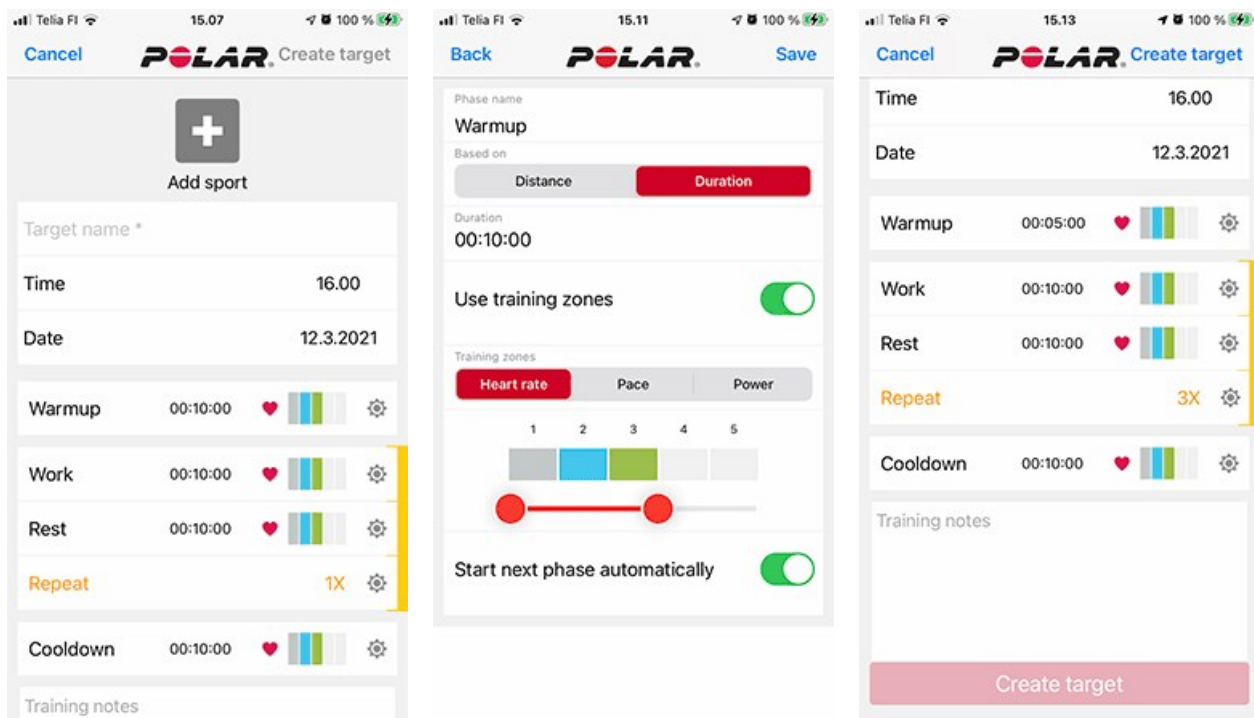 Telia FI 15.07 100 %
Cancel POLAR. Create target
Add sport
Target name *
Time 16.00
Date 12.3.2021
Warmup 00:10:00
Work 00:10:00
Rest 00:10:00
Repeat 1X
Cooldown 00:10:00
Training notes
Telia FI 15.11 100 %
Back POLAR. Save
Phase name
Warmup
Based on
Distance Duration
Duration
00:10:00
Use training zones
Training zones
Heart rate Pace Power
1 2 3 4 5
Start next phase automatically
Telia FI 15.13 100 %
Cancel POLAR. Create target
Time 16.00
Date 12.3.2021
Warmup 00:05:00
Work 00:10:00
Rest 00:10:00
Repeat 3X
Cooldown 00:10:00
Training notes
Create target